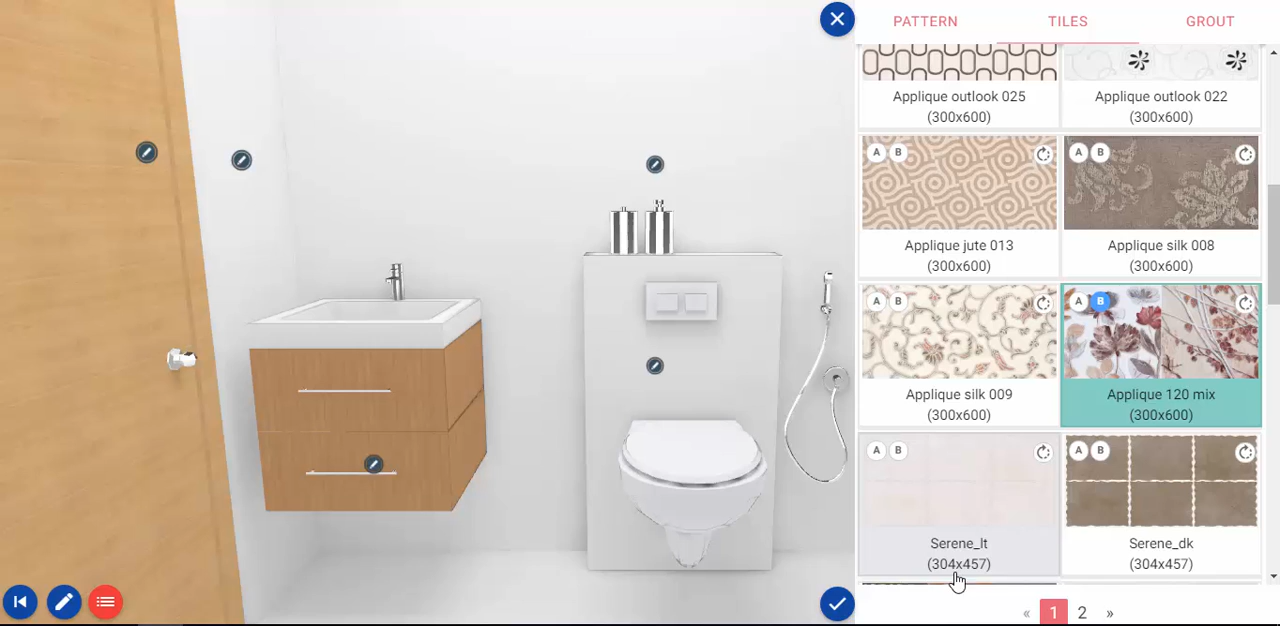 PATTERN TILES GROUT
Applique outlook 025
(300x600)
Applique outlook 022
(300x600)
A B
Applique jute 013
(300x600)
A B
Applique silk 008
(300x600)
A B
Applique silk 009
(300x600)
A B
Applique 120 mix
(300x600)
A B
Serene_lt
(304x457)
A B
Serene_dk
(304x457)
« 1 2 »